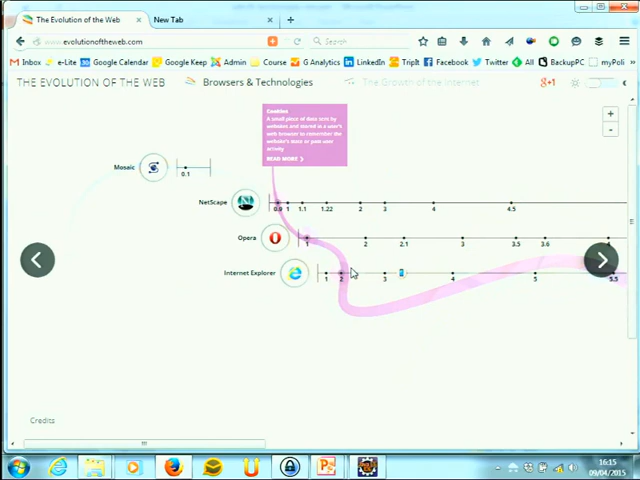 The Evolution of the Web
New Tab
www.evolutionoftheweb.com
Search
Inbox
e-Lite
Google Calendar
Google Keep
Admin
Course
G Analytics
LinkedIn
TripIt
Facebook
Twitter
All
BackupPC
myPoli
THE EVOLUTION OF THE WEB
Browsers & Technologies
The Growth of the Internet
g+1
Cookies
A small piece of data sent by
websites and stored in a user's
web browser to remember the
website's state or past user
activity
READ MORE
+
-
Mosaic
0.1
NetScape
0.9 1 1.1 1.22 2 3 4 4.5
Opera
1 2 2.1 3 3.5 3.6 4
Internet Explorer
1 2 3 4 5 5.5
Credits
16:15
09/04/2015